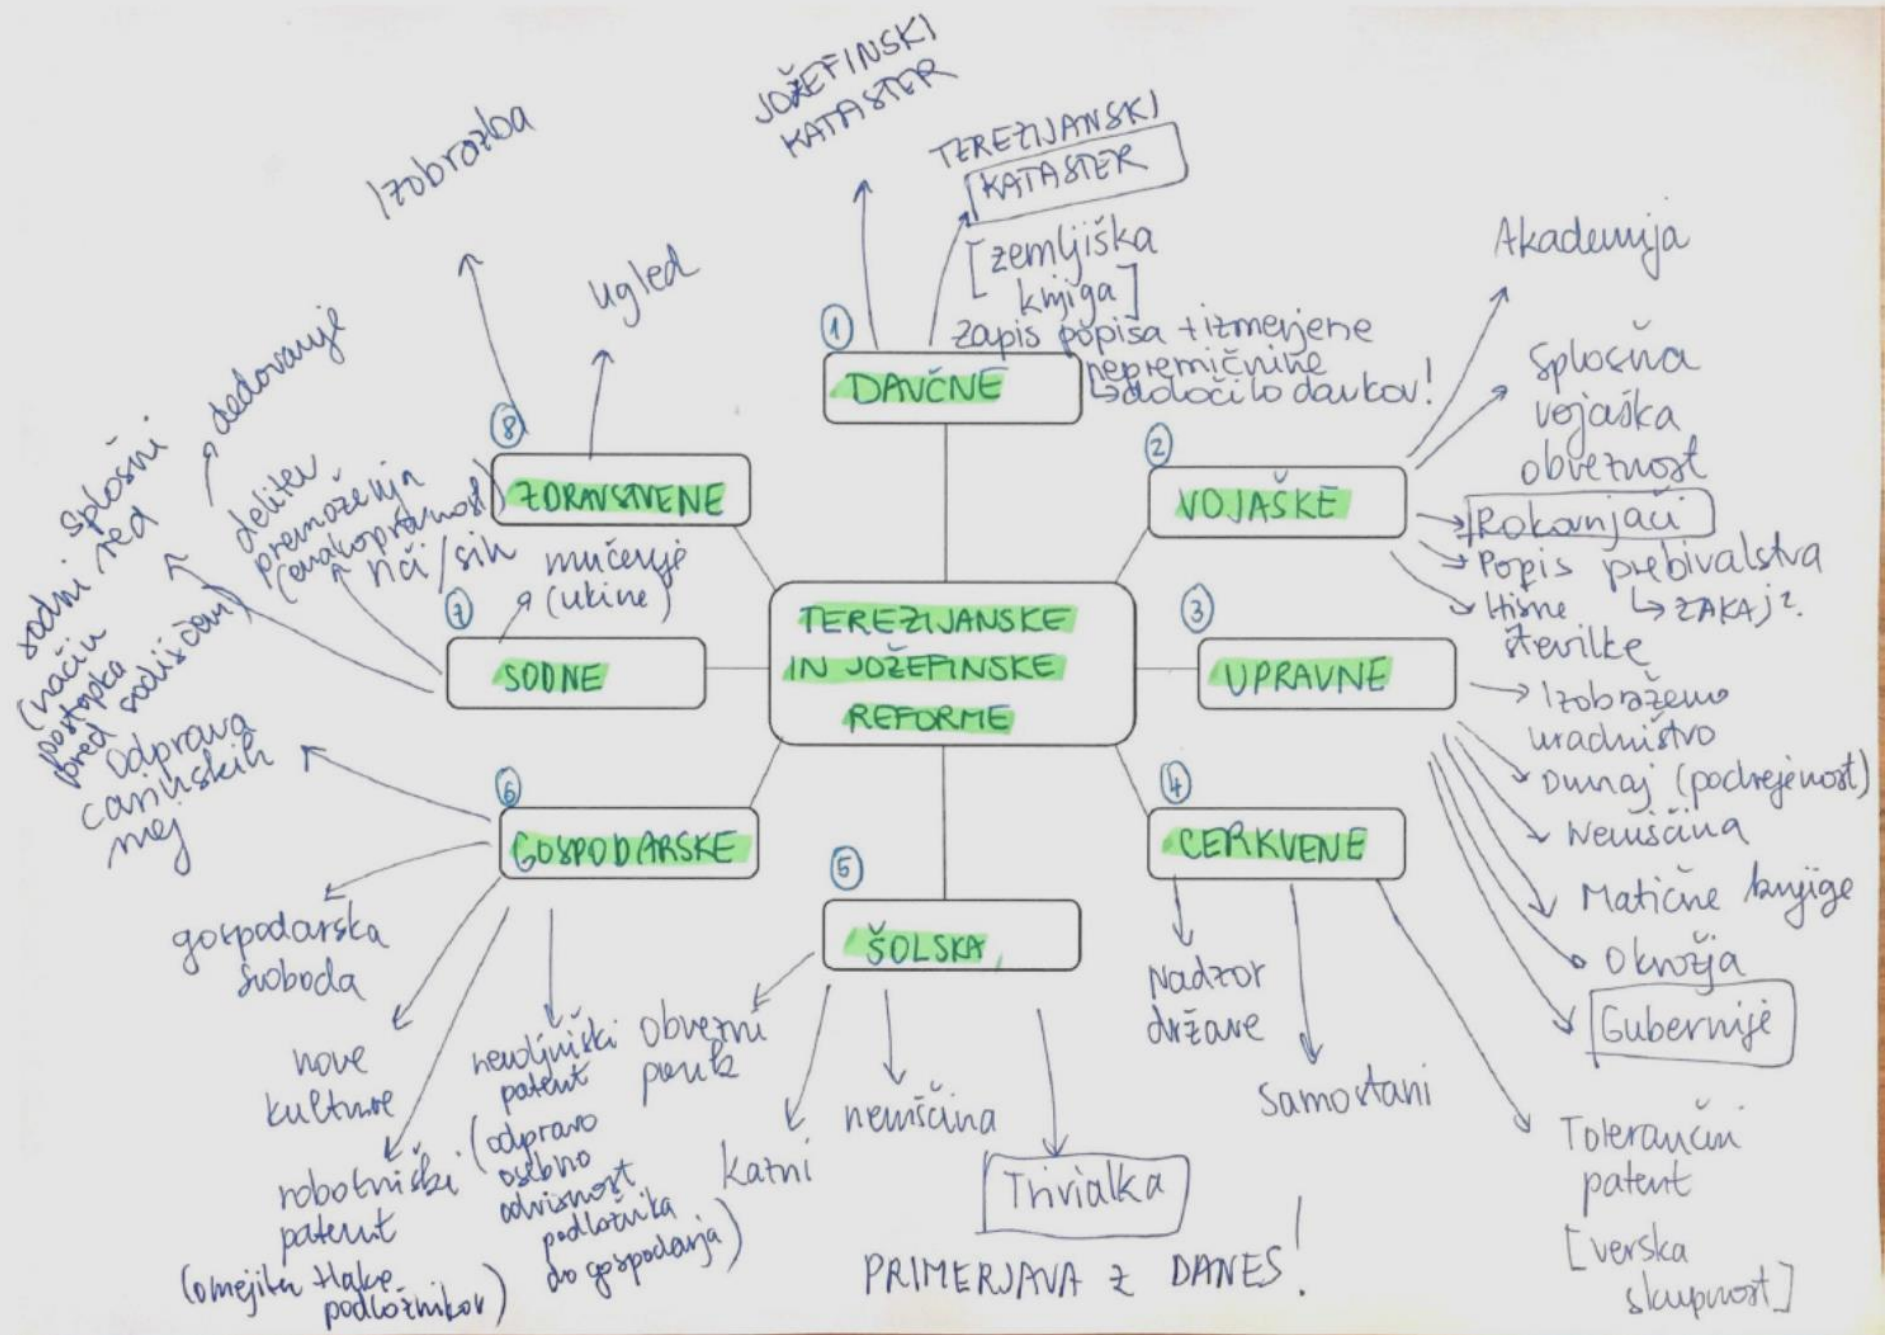 TEREZIJANSKE
IN JOŽEFINSKE
REFORME
1
DAVČNE
JOŽEFINSKI
KATASTER
TEREZIJANSKI
KATASTER
[zemljiška
knjiga]
zapis popisa + izmerjene
nepremičnine
↳ določilo davkov!
2
VOJAŠKE
Akademija
Splošna
vojaška
obveznost
Rokovnjači
Popis prebivalstva
↳ ZAKAJ?
Hišne
številke
3
UPRAVNE
Izobraženo
uradništvo
Dunaj (podrejenost)
Nemščina
Matične knjige
Okrožja
Gubernije
4
CERKVENE
Nadzor
države
Samostani
Tolerančni
patent
[verska
skupnost]
5
ŠOLSKA
Obvezni
pouk
Kazni
nemščina
Trivialka
PRIMERJAVA Z DANES!
6
GOSPODARSKE
Odprava
carinskih
mej
gospodarska
svoboda
nove
kulture
robotniški
patent
(omejitev tlake
podložnikov)
nevoljniški
patent
(odpravo
osebno
odvisnost
podložnika
do gospodarja)
7
SODNE
splošni
sodni red
(način
postopka
pred sodiščem)
dedovanje
delitev
premoženja
(enakopravnost)
hči/sin
mučenje
(ukine)
8
ZDRAVSTVENE
Izobrazba
ugled